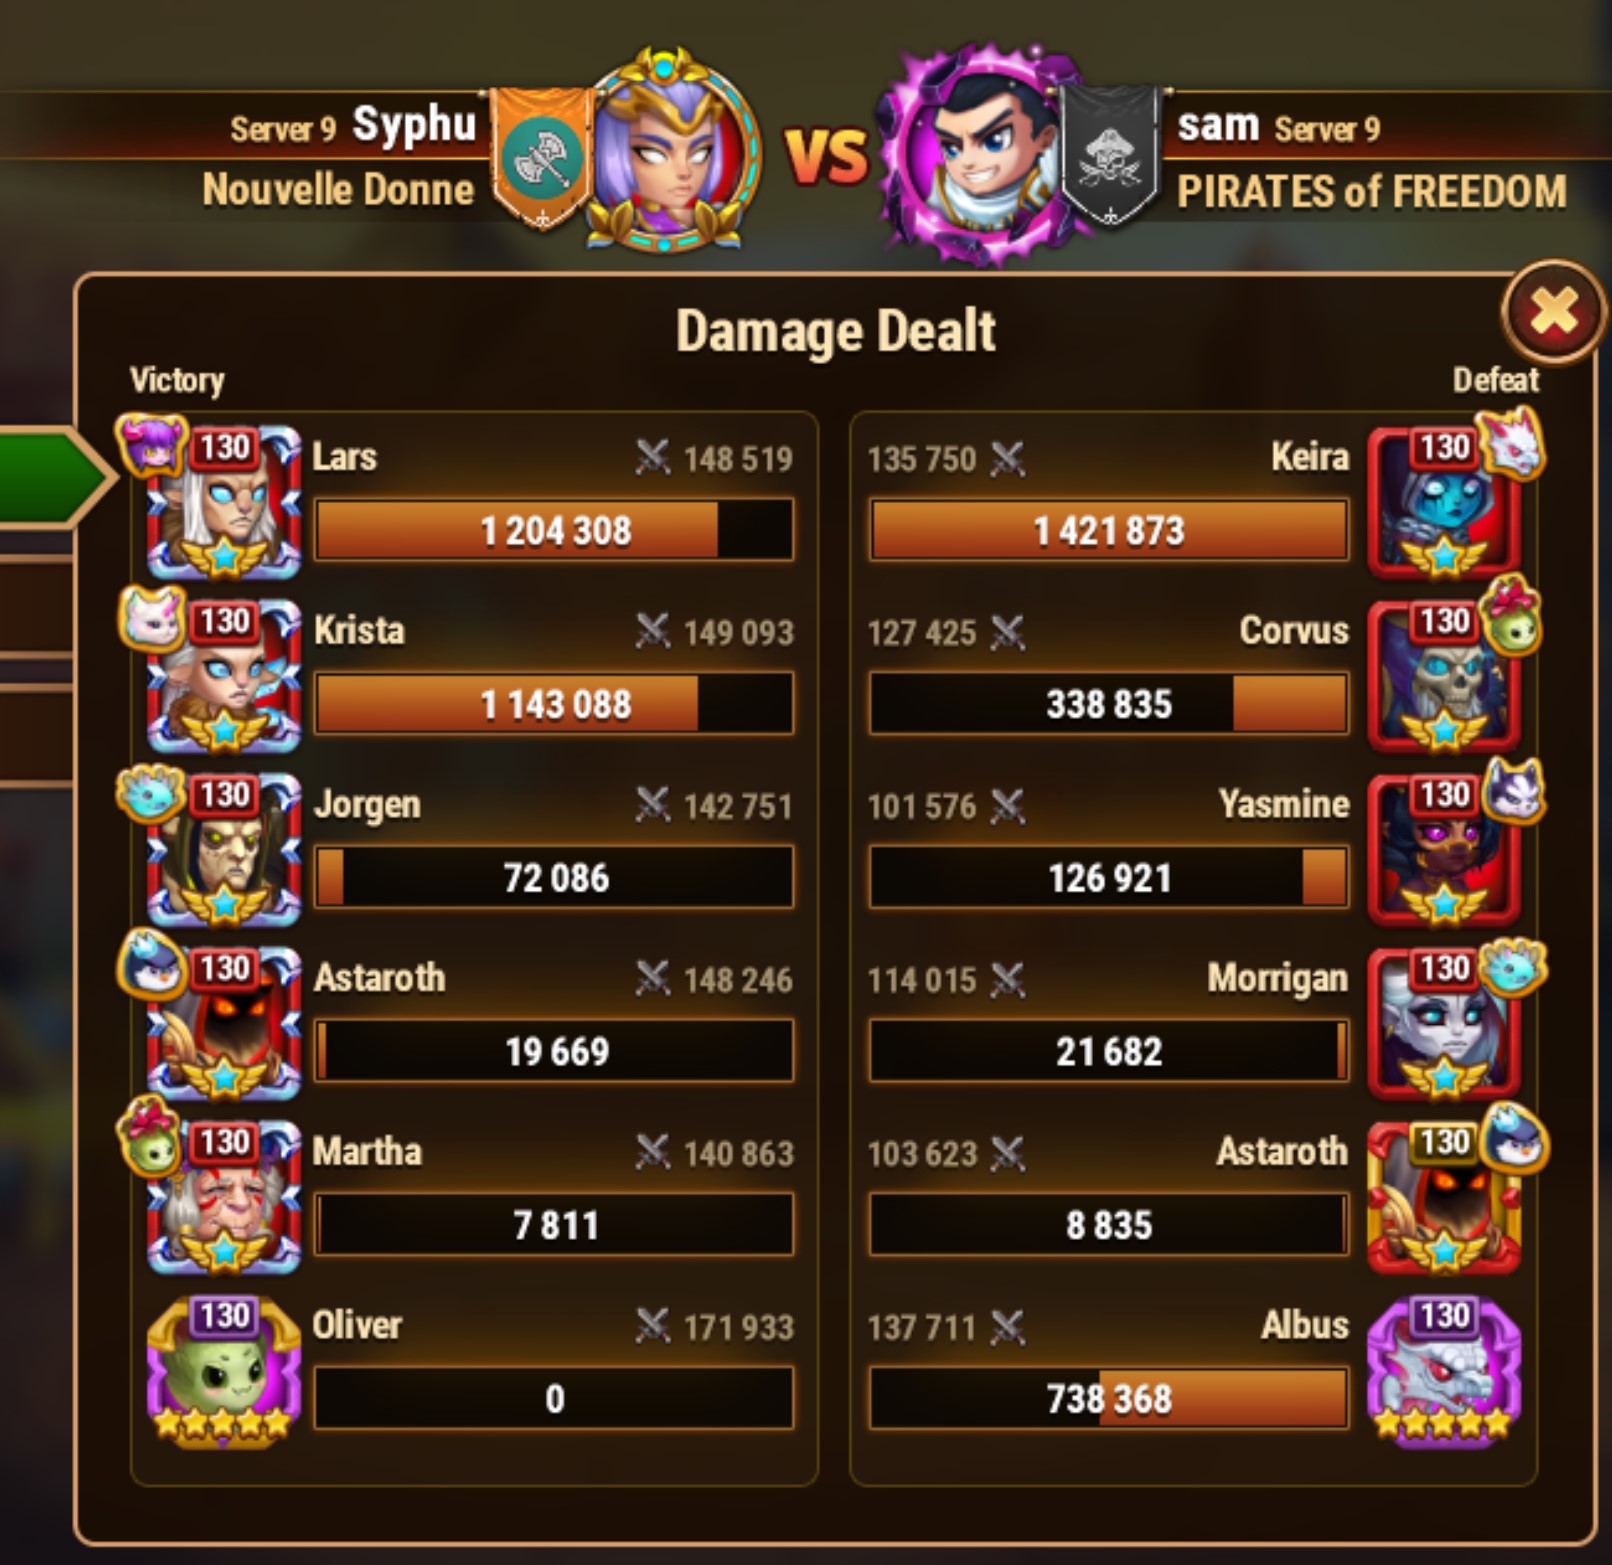 Server 9 Syphu
Nouvelle Donne
VS
sam Server 9
PIRATES of FREEDOM
Damage Dealt
Victory
Defeat
130 Lars 148 519
1 204 308
135 750 Keira 130
1 421 873
130 Krista 149 093
1 143 088
127 425 Corvus 130
338 835
130 Jorgen 142 751
72 086
101 576 Yasmine 130
126 921
130 Astaroth 148 246
19 669
114 015 Morrigan 130
21 682
130 Martha 140 863
7 811
103 623 Astaroth 130
8 835
130 Oliver 171 933
0
137 711 Albus 130
738 368